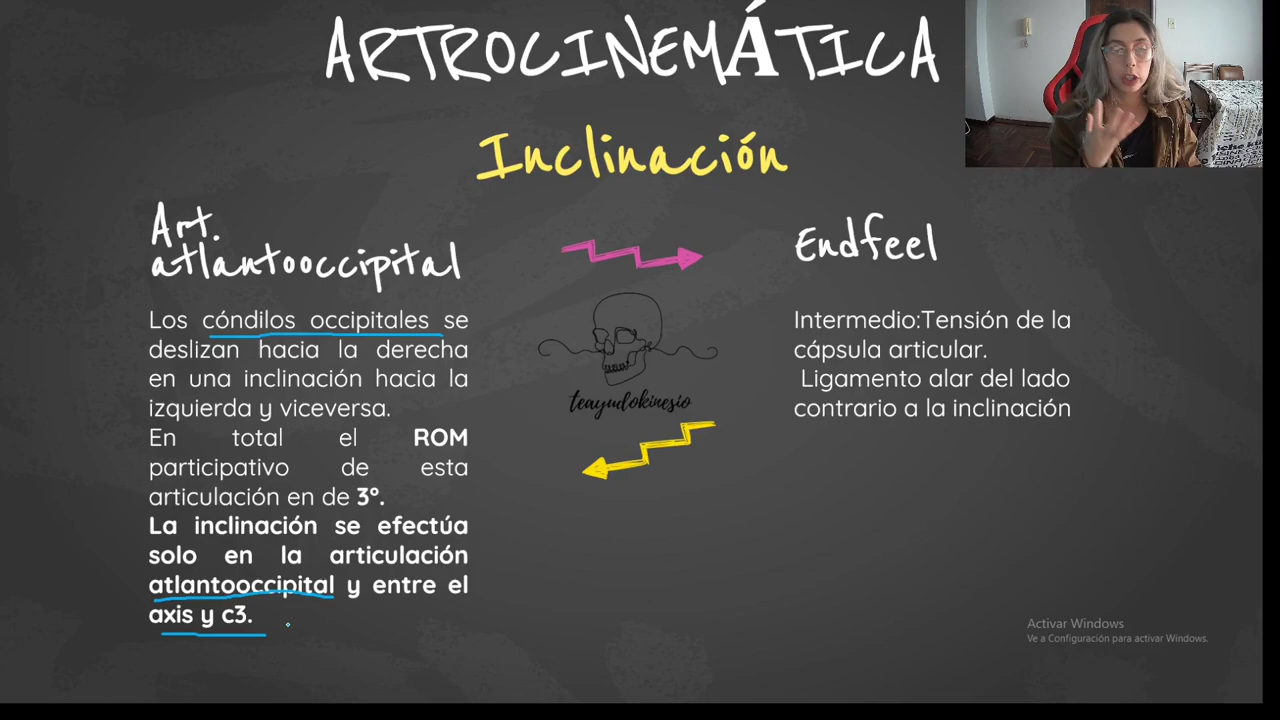 ARTROCINEMÁTICA
Inclinación
Art.
atlantooccipital
Los cóndilos occipitales se
deslizan hacia la derecha
en una inclinación hacia la
izquierda y viceversa.
En total el ROM
participativo de esta
articulación en de 3°.
La inclinación se efectúa
solo en la articulación
atlantooccipital y entre el
axis y c3.
teayudokinesio
Endfeel
Intermedio:Tensión de la
cápsula articular.
Ligamento alar del lado
contrario a la inclinación
Activar Windows
Ve a Configuración para activar Windows.